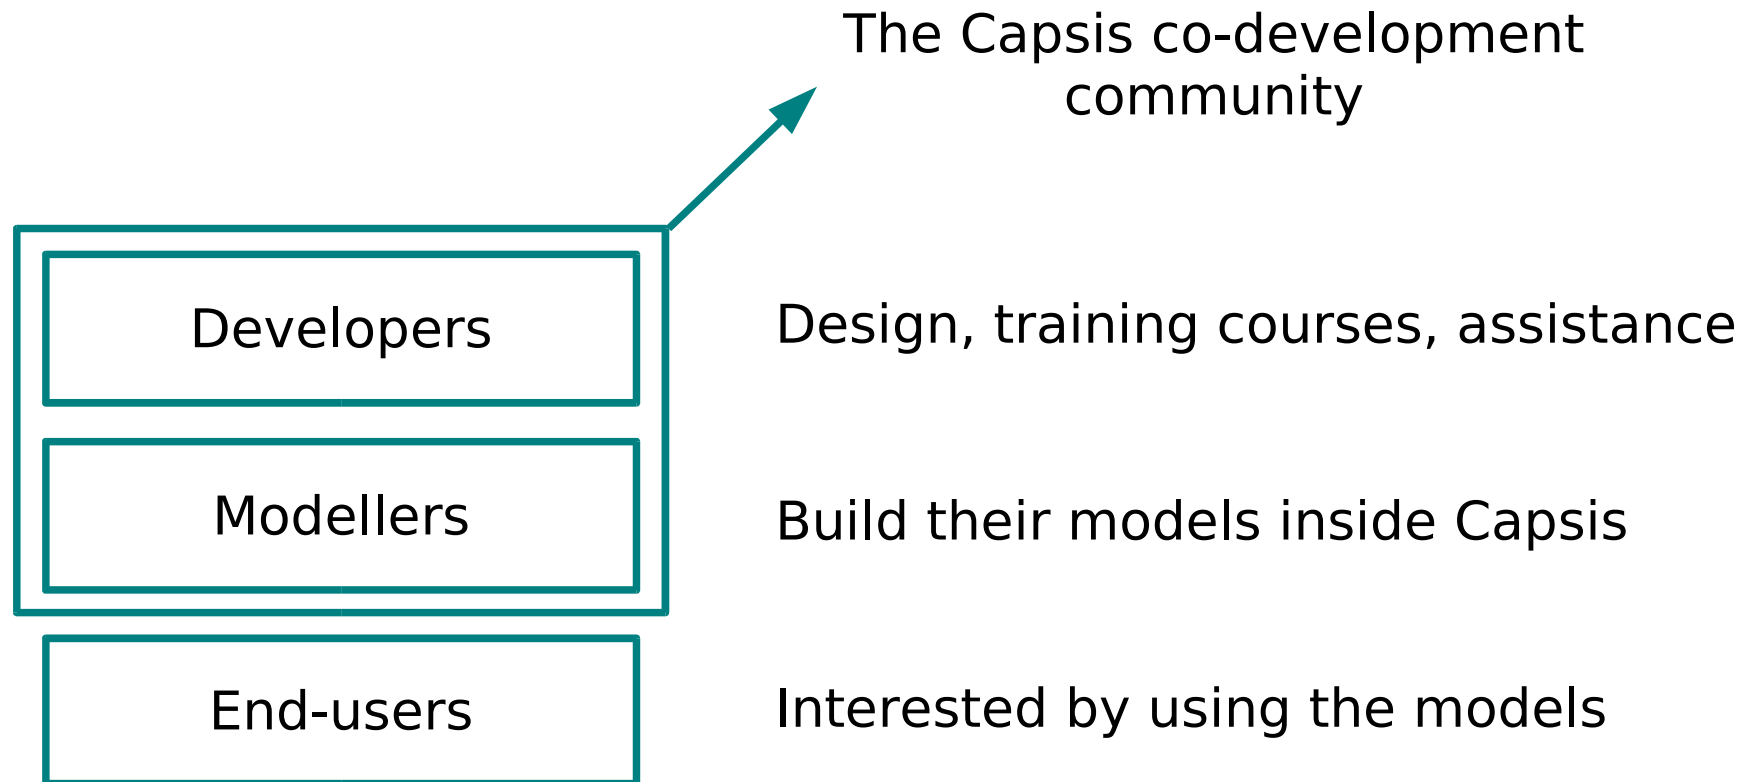 The Capsis co-development
community
Developers
Design, training courses, assistance
Modellers
Build their models inside Capsis
End-users
Interested by using the models